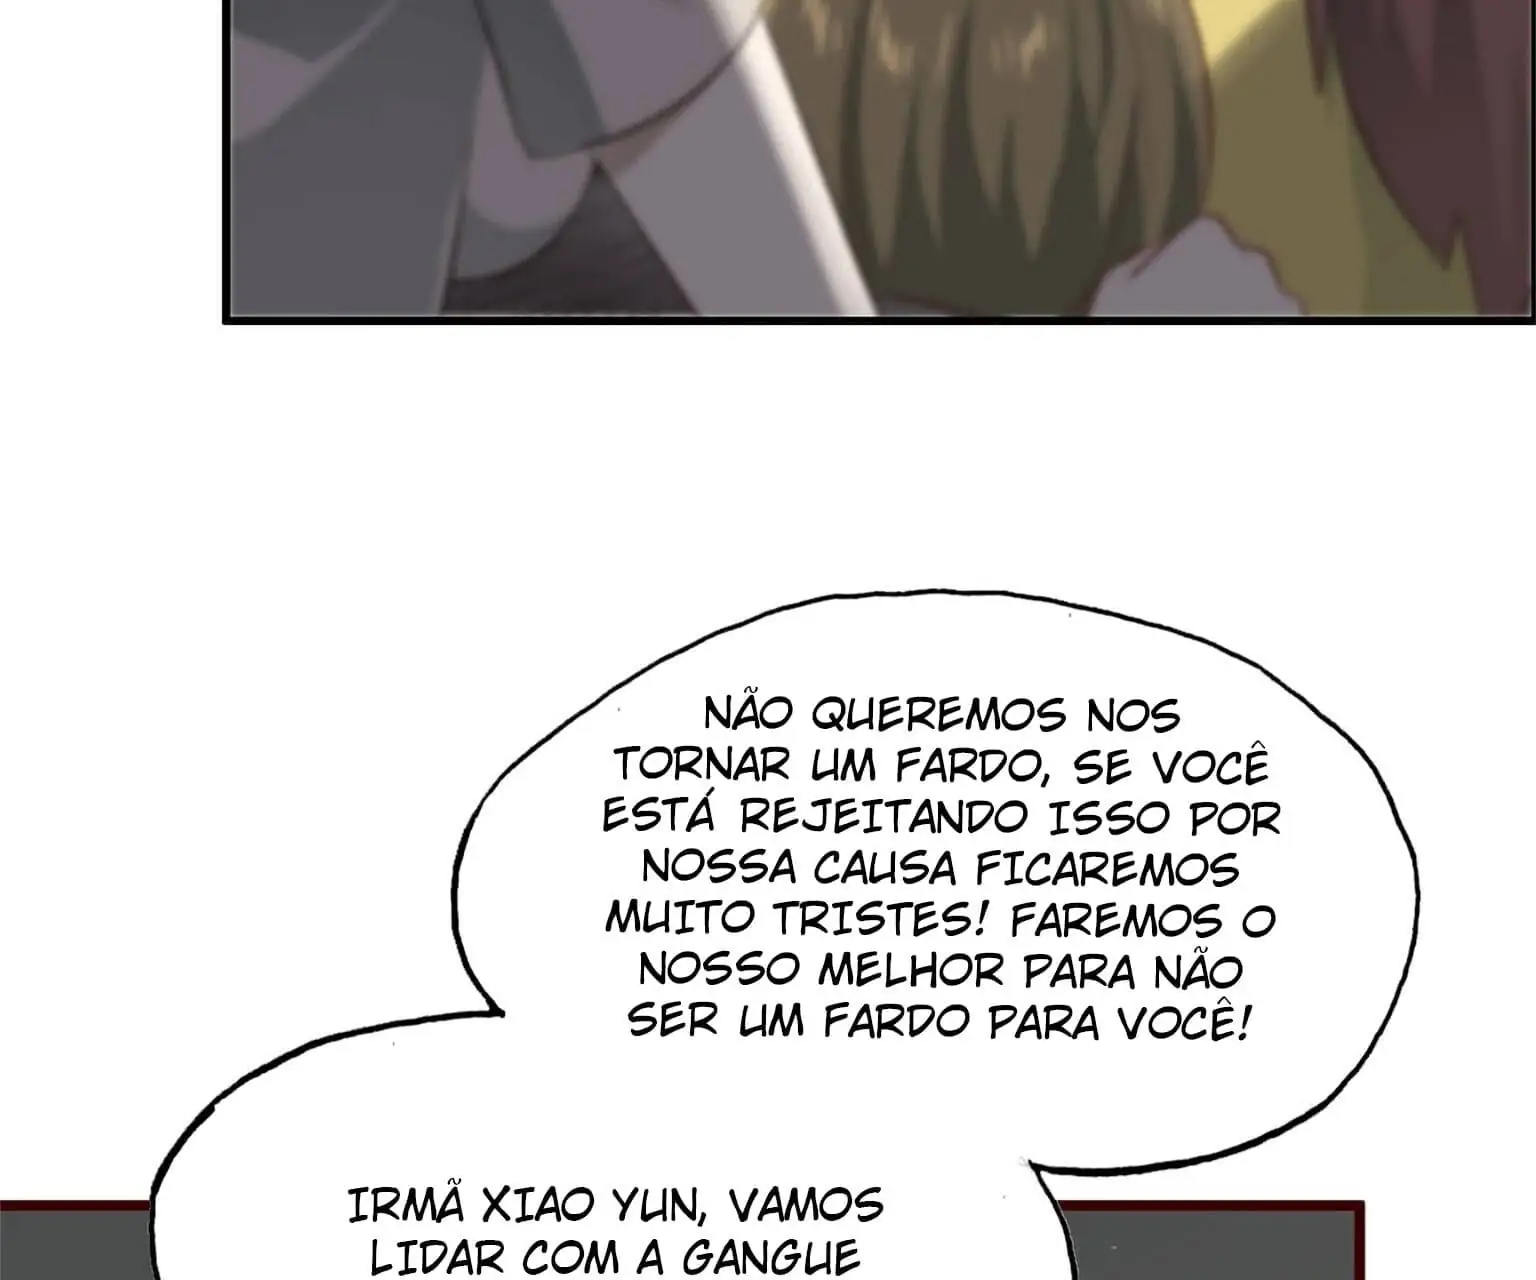 NÃO QUEREMOS NOS
TORNAR UM FARDO, SE VOCÊ
ESTÁ REJEITANDO ISSO POR
NOSSA CAUSA FICAREMOS
MUITO TRISTES! FAREMOS O
NOSSO MELHOR PARA NÃO
SER UM FARDO PARA VOCÊ!
IRMÃ XIAO YUN, VAMOS
LIDAR COM A GANGUE